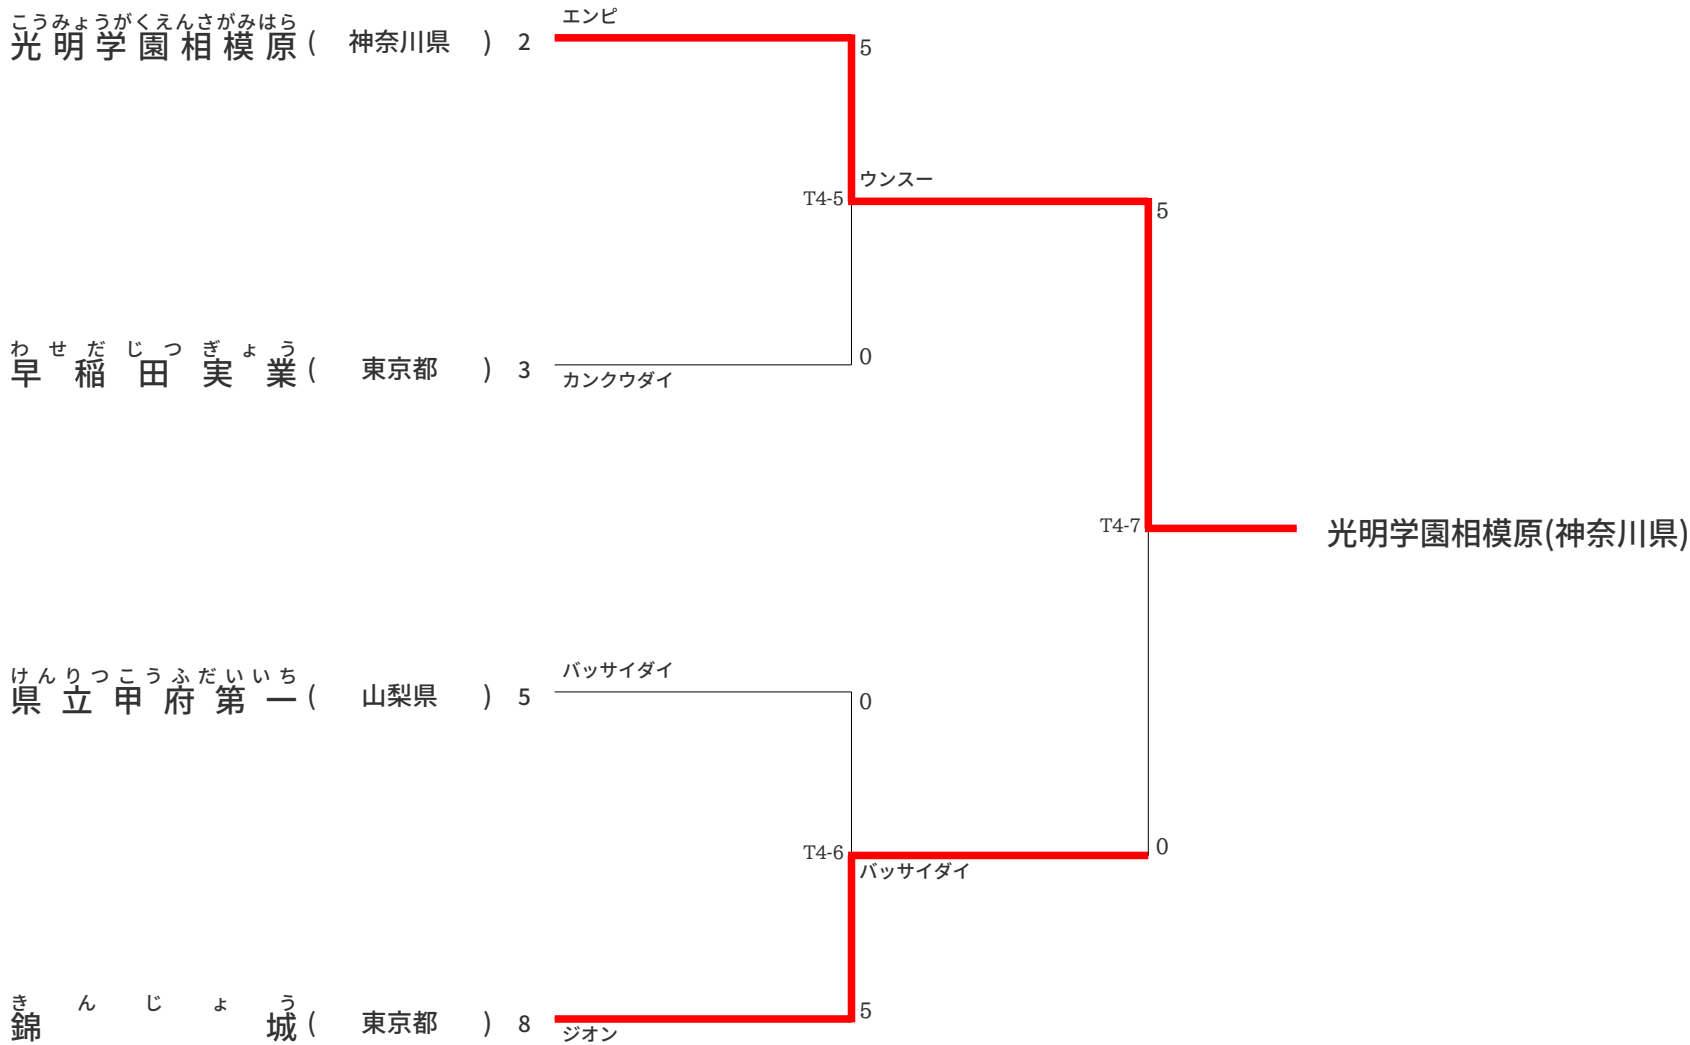 こうみょうがくえんさがみはら
光明学園相模原 ( 神奈川県 ) 2
エンピ
5
T4-5
ウンスー
5
わせだじつぎょう
早稲田実業 ( 東京都 ) 3
カンクウダイ
0
T4-7
光明学園相模原(神奈川県)
けんりつこうふだいいち
県立甲府第一 ( 山梨県 ) 5
バッサイダイ
0
T4-6
バッサイダイ
0
きんじょう
錦城 ( 東京都 ) 8
ジオン
5